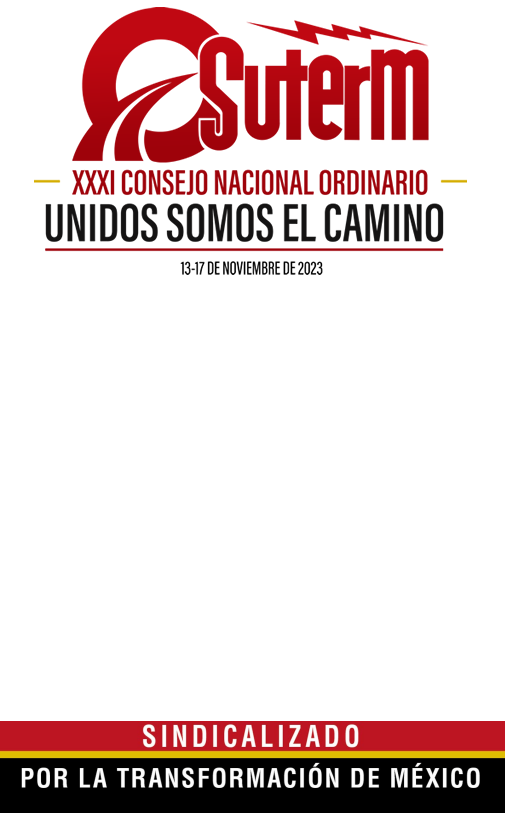 Suterm
XXXI CONSEJO NACIONAL ORDINARIO
UNIDOS SOMOS EL CAMINO
13-17 DE NOVIEMBRE DE 2023
SINDICALIZADO
POR LA TRANSFORMACIÓN DE MÉXICO